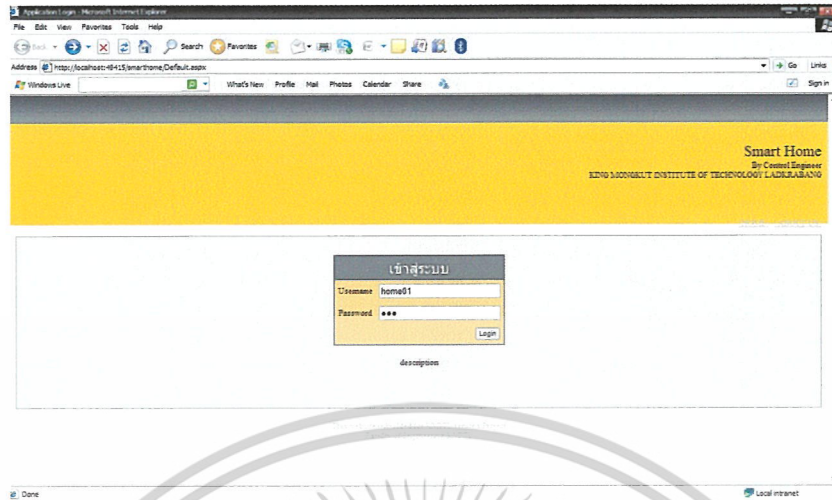 Application Login - Microsoft Internet Explorer
File Edit View Favorites Tools Help
Back Search Favorites
Address http://localhost:49415/smarthome/Default.aspx Go Links
Windows Live What's New Profile Mail Photos Calendar Share Sign in
Smart Home
By Control Engineer
KING MONGKUT INSTITUTE OF TECHNOLOGY LADKRABANG
เข้าสู่ระบบ
Username home01
Password •••
Login
description
Done Local intranet